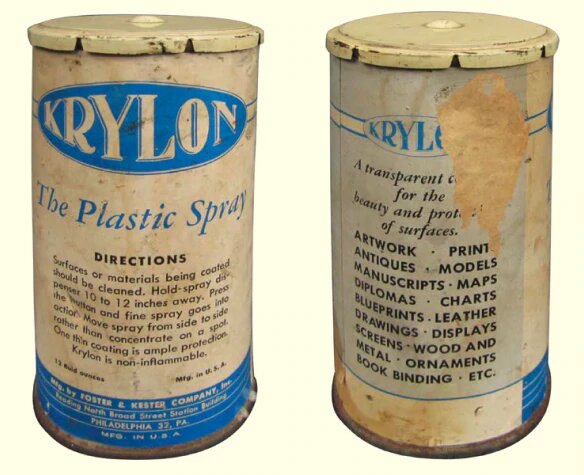 KRYLON
The Plastic Spray
DIRECTIONS
Surfaces or materials being coated
should be cleaned. Hold-spray dis-
penser 10 to 12 inches away. Press
the button and fine spray goes into
action. Move spray from side to side
rather than concentrate on a spot.
One thin coating is ample protection.
Krylon is non-inflammable.
12 fluid ounces Mfg. in U. S. A.
Mfg. by FOSTER & KESTER COMPANY, Inc.
Reading North Broad Street Station Building
PHILADELPHIA 32, PA.
MFG. IN U S A
KRYLO
A transparent c
for the
beauty and prote
of surfaces.
ARTWORK · PRINT
ANTIQUES · MODELS
MANUSCRIPTS · MAPS
DIPLOMAS · CHARTS
BLUEPRINTS · LEATHER
DRAWINGS · DISPLAYS
SCREENS · WOOD AND
METAL · ORNAMENTS
BOOK BINDING · ETC.